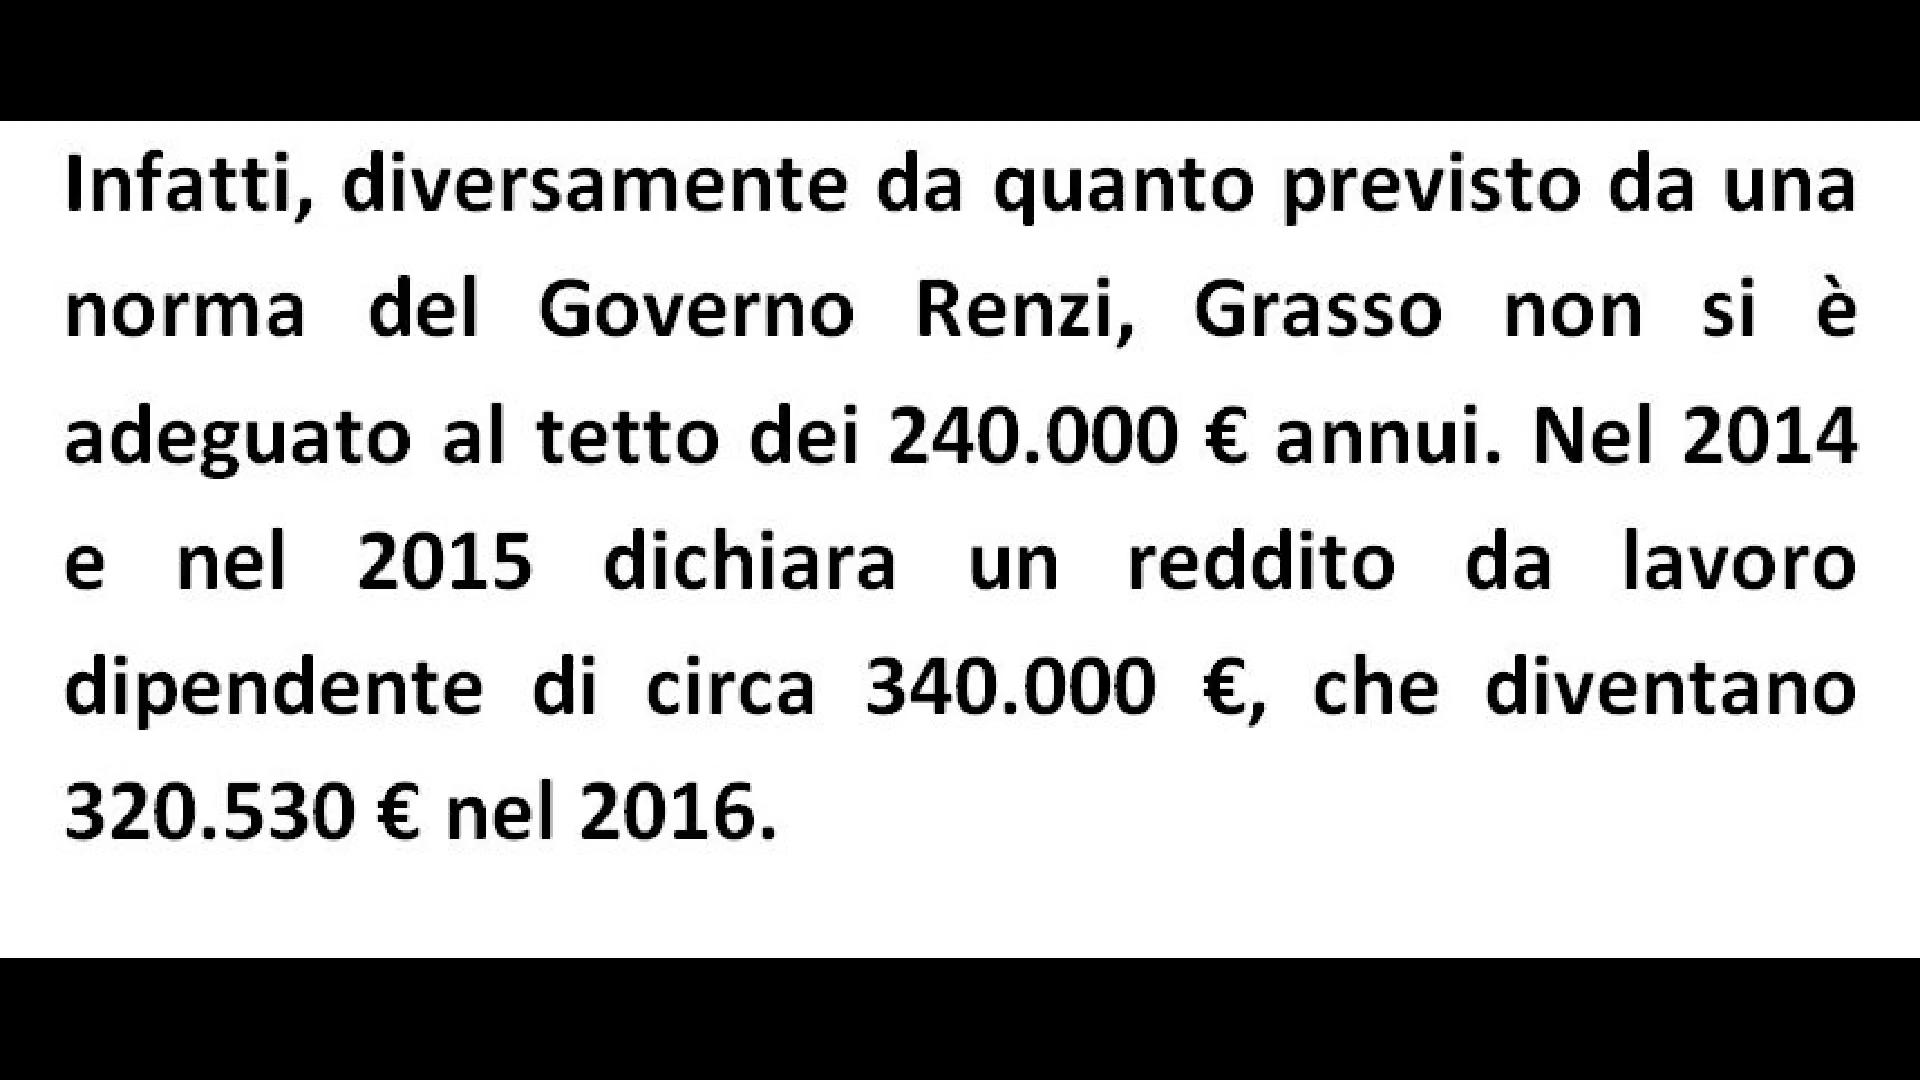 Infatti, diversamente da quanto previsto da una
norma del Governo Renzi, Grasso non si è
adeguato al tetto dei 240.000 € annui. Nel 2014
e nel 2015 dichiara un reddito da lavoro
dipendente di circa 340.000 €, che diventano
320.530 € nel 2016.